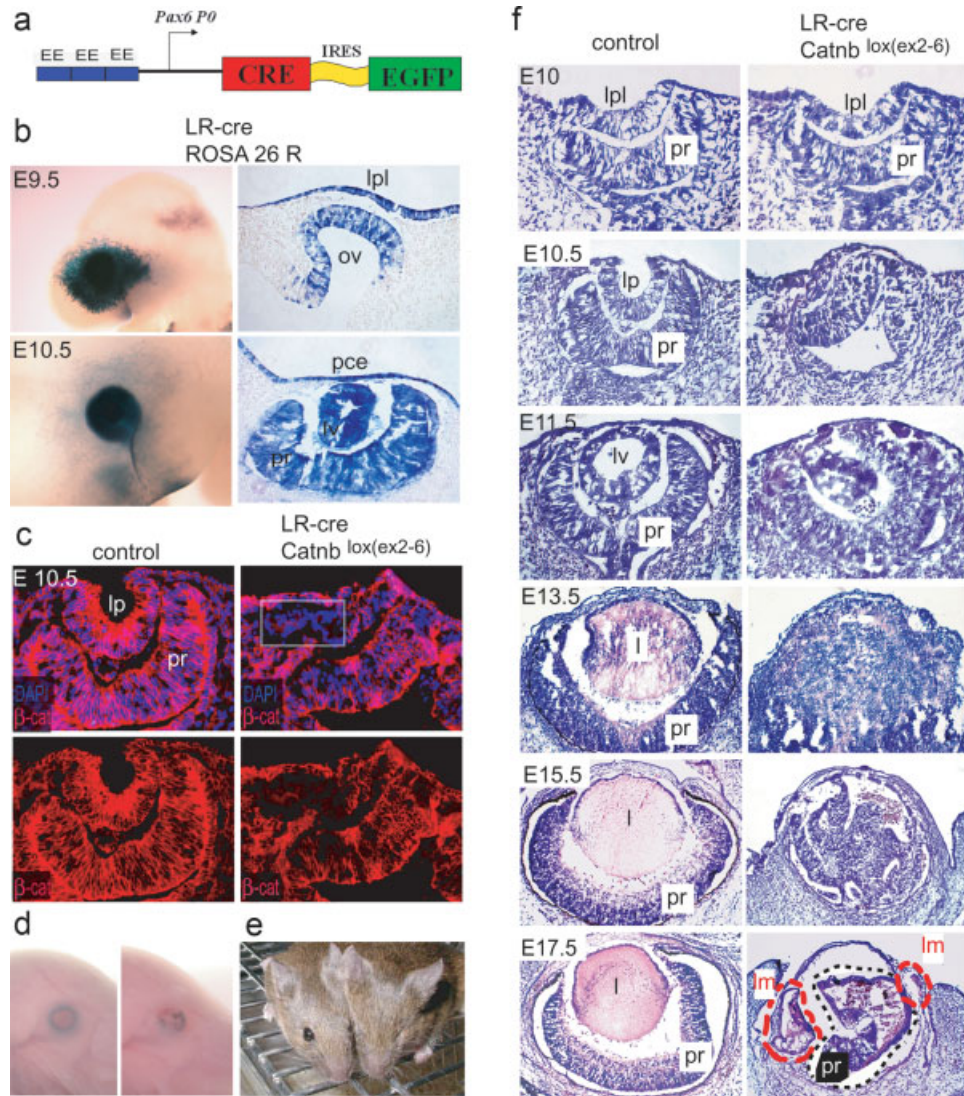 a
Pax6 P0
EE EE EE
IRES
CRE
EGFP
b
LR-cre
ROSA 26 R
E9.5
lpl
ov
E10.5
pce
lv
pr
c
control
LR-cre
Catnb lox(ex2-6)
E 10.5
lp
pr
DAPI
β-cat
DAPI
β-cat
β-cat
β-cat
d
e
f
control
LR-cre
Catnb lox(ex2-6)
E10
lpl
pr
lpl
pr
E10.5
lp
pr
E11.5
lv
pr
E13.5
l
pr
E15.5
l
pr
E17.5
l
pr
lm
lm
pr